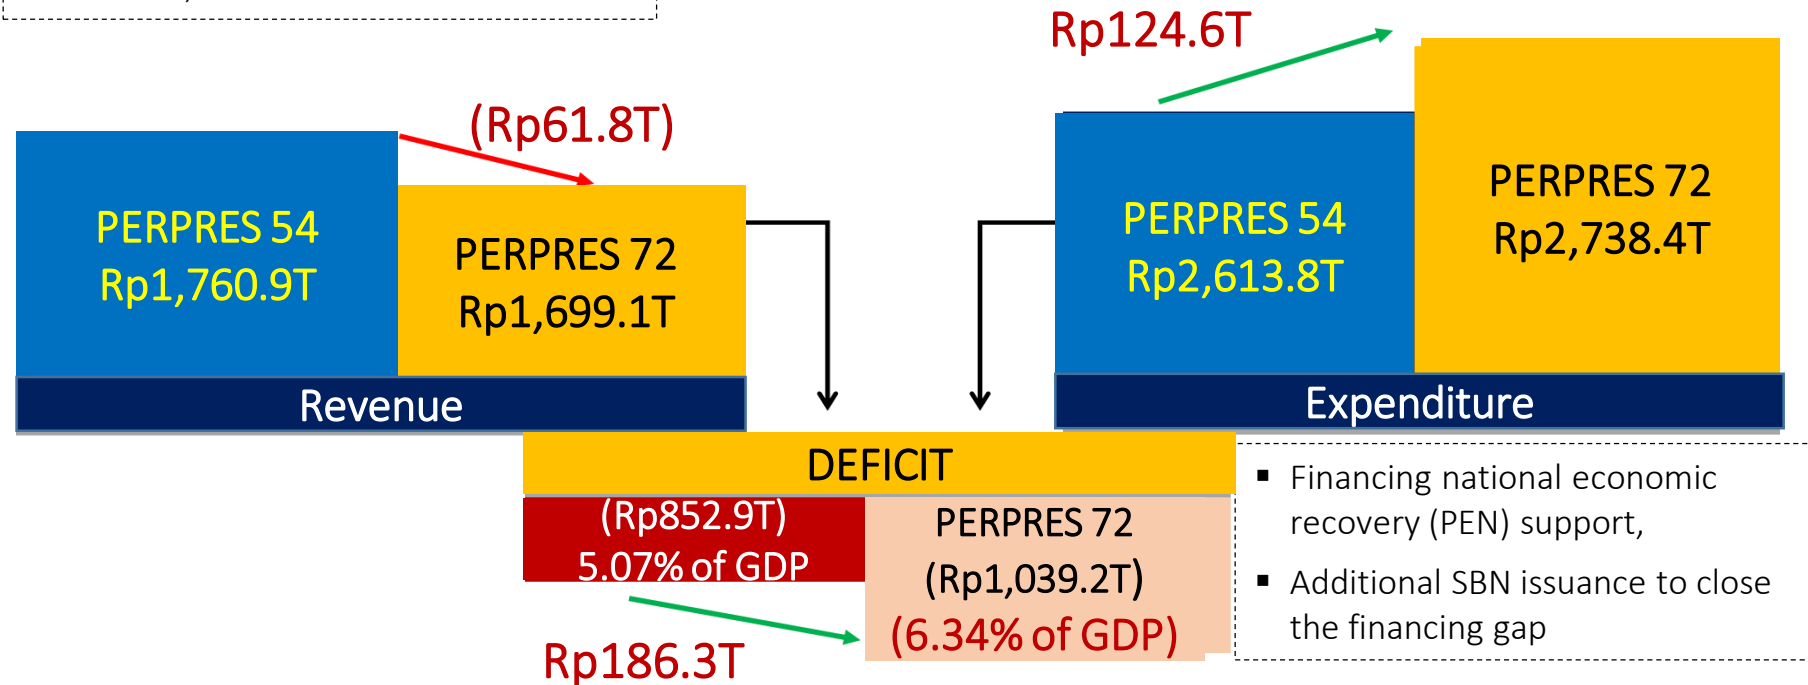 Rp124.6T
(Rp61.8T)
PERPRES 54
Rp1,760.9T
PERPRES 72
Rp1,699.1T
Revenue
PERPRES 54
Rp2,613.8T
PERPRES 72
Rp2,738.4T
Expenditure
DEFICIT
(Rp852.9T)
5.07% of GDP
PERPRES 72
(Rp1,039.2T)
(6.34% of GDP)
Rp186.3T
▪ Financing national economic
recovery (PEN) support,
▪ Additional SBN issuance to close
the financing gap